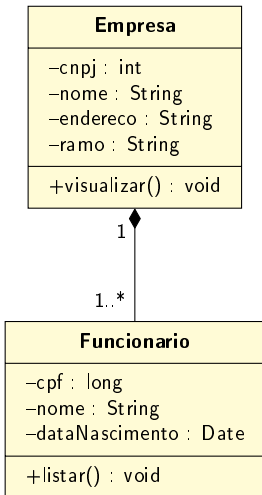 Empresa
–cnpj : int
–nome : String
–endereco : String
–ramo : String
+visualizar() : void
1
1..*
Funcionario
–cpf : long
–nome : String
–dataNascimento : Date
+listar() : void